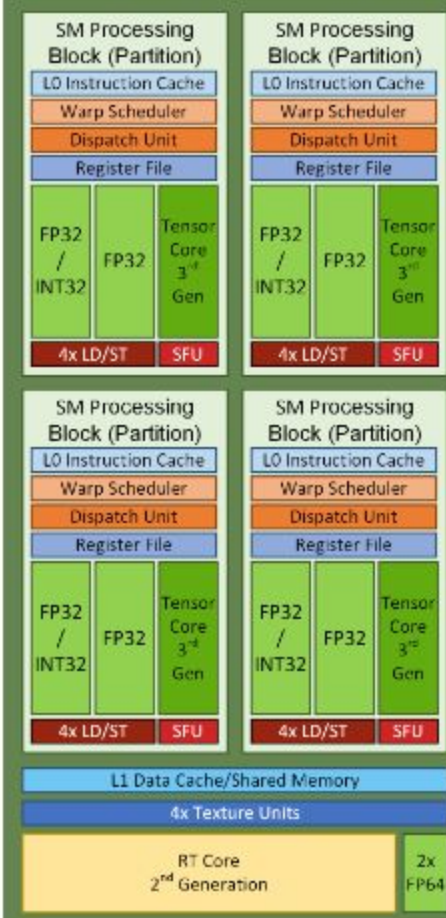 SM Processing
Block (Partition)
L0 Instruction Cache
Warp Scheduler
Dispatch Unit
Register File
FP32
/
INT32
FP32
Tensor
Core
3rd
Gen
4x LD/ST
SFU
SM Processing
Block (Partition)
L0 Instruction Cache
Warp Scheduler
Dispatch Unit
Register File
FP32
/
INT32
FP32
Tensor
Core
3rd
Gen
4x LD/ST
SFU
SM Processing
Block (Partition)
L0 Instruction Cache
Warp Scheduler
Dispatch Unit
Register File
FP32
/
INT32
FP32
Tensor
Core
3rd
Gen
4x LD/ST
SFU
SM Processing
Block (Partition)
L0 Instruction Cache
Warp Scheduler
Dispatch Unit
Register File
FP32
/
INT32
FP32
Tensor
Core
3rd
Gen
4x LD/ST
SFU
L1 Data Cache/Shared Memory
4x Texture Units
RT Core
2nd Generation
2x
FP64